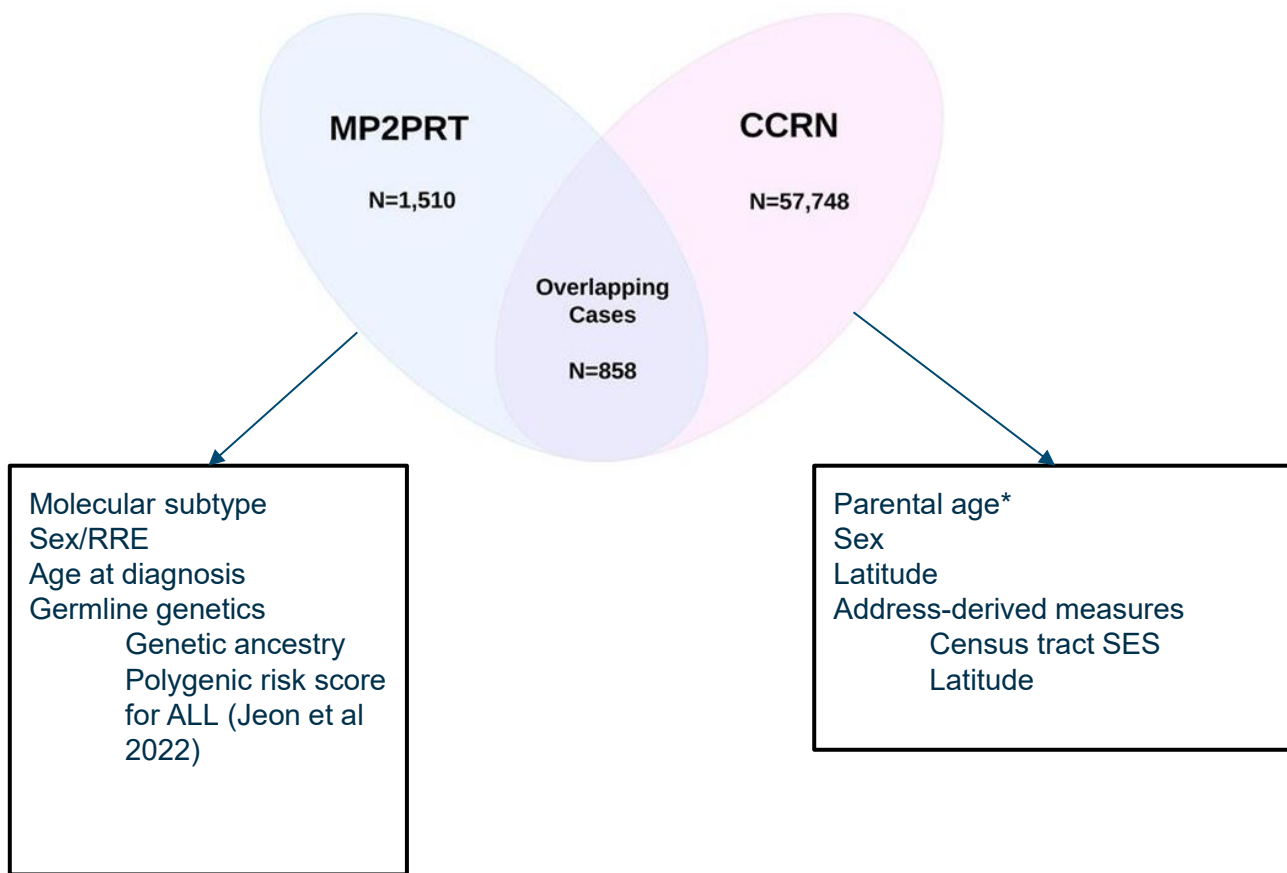 MP2PRT
N=1,510
CCRN
N=57,748
Overlapping
Cases
N=858
Molecular subtype
Sex/RRE
Age at diagnosis
Germline genetics
Genetic ancestry
Polygenic risk score
for ALL (Jeon et al
2022)
Parental age*
Sex
Latitude
Address-derived measures
Census tract SES
Latitude